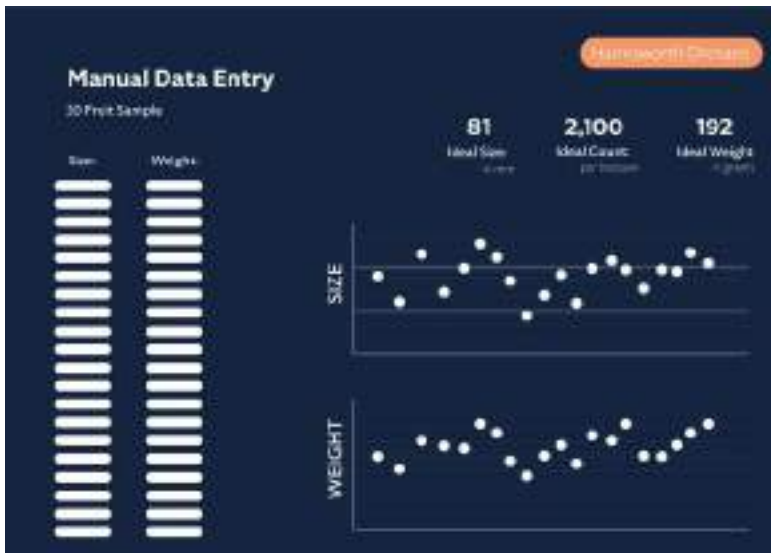 Manual Data Entry
20 Fruit Sample
Size
Weight
81
Ideal Size
2,100
Ideal Count
192
Ideal Weight
SIZE
WEIGHT